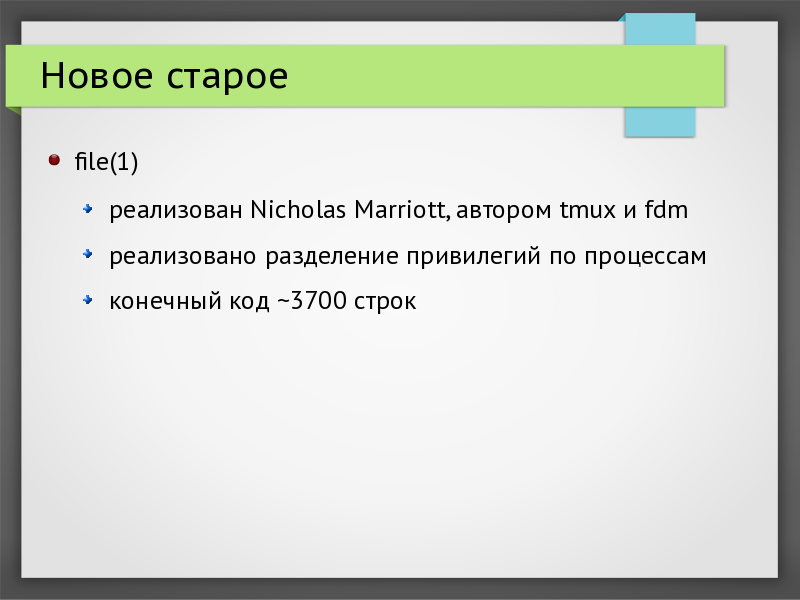 Новое старое
file(1)
реализован Nicholas Marriott, автором tmux и fdm
реализовано разделение привилегий по процессам
конечный код ~3700 строк